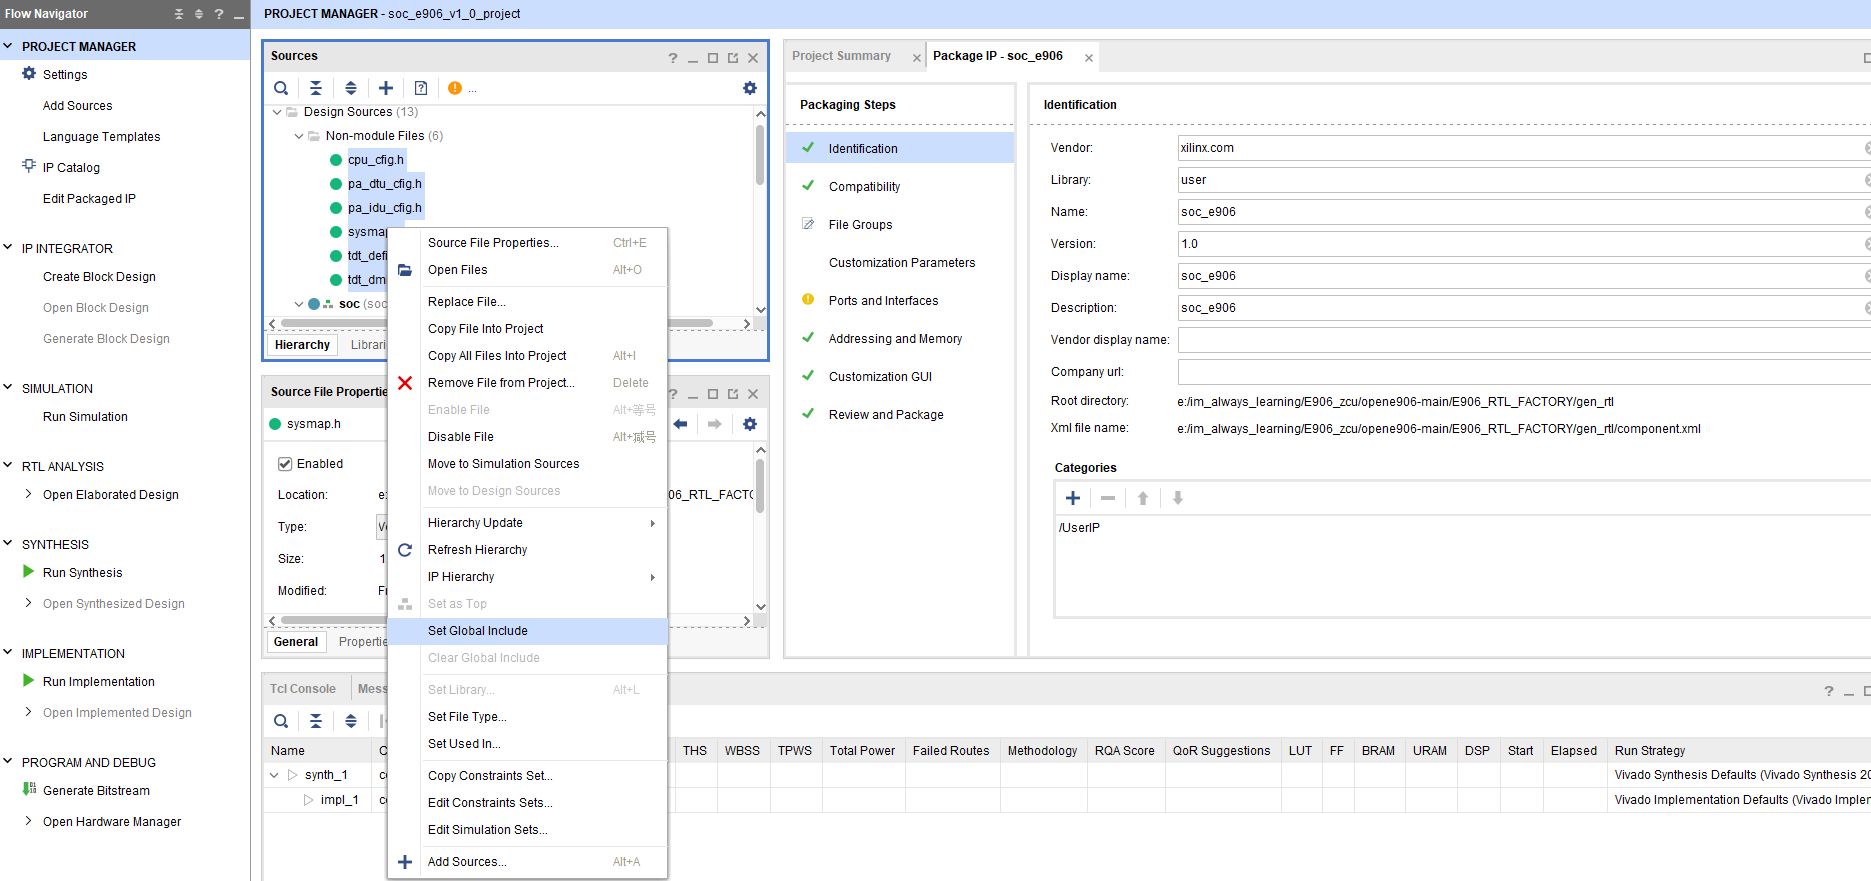 Flow Navigator
PROJECT MANAGER
Settings
Add Sources
Language Templates
IP Catalog
Edit Packaged IP
IP INTEGRATOR
Create Block Design
Open Block Design
Generate Block Design
SIMULATION
Run Simulation
RTL ANALYSIS
Open Elaborated Design
SYNTHESIS
Run Synthesis
Open Synthesized Design
IMPLEMENTATION
Run Implementation
Open Implemented Design
PROGRAM AND DEBUG
Generate Bitstream
Open Hardware Manager
PROJECT MANAGER - soc_e906_v1_0_project
Sources
...
Design Sources (13)
Non-module Files (6)
cpu_cfig.h
pa_dtu_cfig.h
pa_idu_cfig.h
sysmap
tdt_defi
tdt_dm
soc (soc
Hierarchy Librari
Source File Propertie
sysmap.h
Enabled
Location: e: 06_RTL_FACTO
Type: Ve
Size: 1
Modified: Fr
General Propertie
Source File Properties... Ctrl+E
Open Files Alt+O
Replace File...
Copy File Into Project
Copy All Files Into Project Alt+I
Remove File from Project... Delete
Enable File Alt+等号
Disable File Alt+减号
Move to Simulation Sources
Move to Design Sources
Hierarchy Update
Refresh Hierarchy
IP Hierarchy
Set as Top
Set Global Include
Clear Global Include
Set Library... Alt+L
Set File Type...
Set Used In...
Copy Constraints Set...
Edit Constraints Sets...
Edit Simulation Sets...
Add Sources... Alt+A
Project Summary Package IP - soc_e906
Packaging Steps
Identification
Compatibility
File Groups
Customization Parameters
Ports and Interfaces
Addressing and Memory
Customization GUI
Review and Package
Identification
Vendor: xilinx.com
Library: user
Name: soc_e906
Version: 1.0
Display name: soc_e906
Description: soc_e906
Vendor display name:
Company url:
Root directory: e:/im_always_learning/E906_zcu/opene906-main/E906_RTL_FACTORY/gen_rtl
Xml file name: e:/im_always_learning/E906_zcu/opene906-main/E906_RTL_FACTORY/gen_rtl/component.xml
Categories
/UserIP
Tcl Console Mess
Name C THS WBSS TPWS Total Power Failed Routes Methodology RQA Score QoR Suggestions LUT FF BRAM URAM DSP Start Elapsed Run Strategy
synth_1 co Vivado Synthesis Defaults (Vivado Synthesis 20
impl_1 co Vivado Implementation Defaults (Vivado Implen